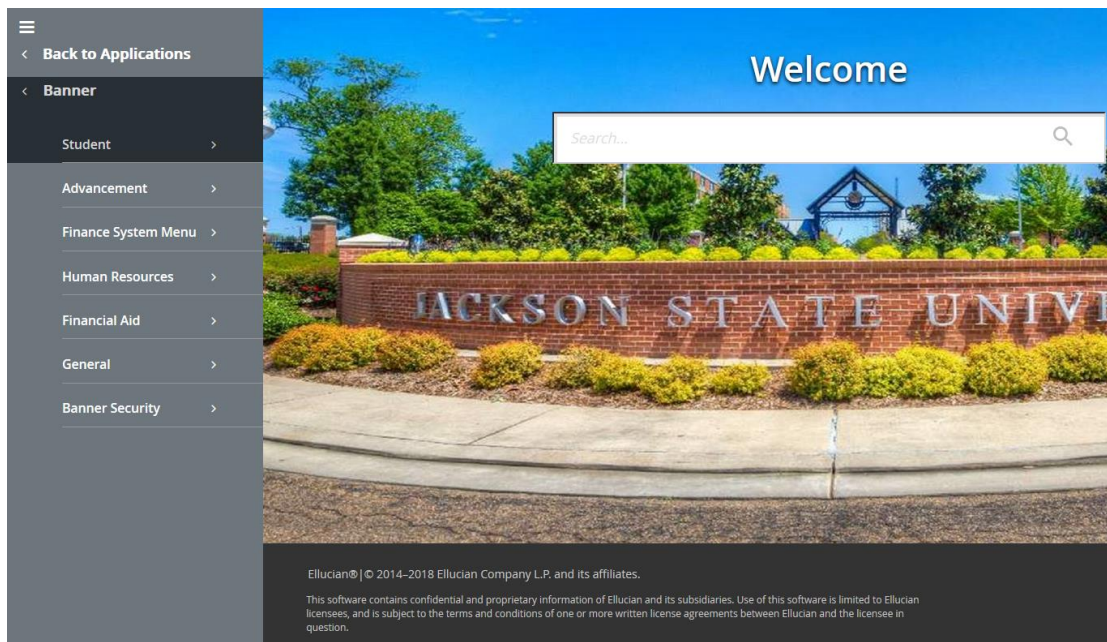 Back to Applications
Banner
Student
Advancement
Finance System Menu
Human Resources
Financial Aid
General
Banner Security
Welcome
Search...
JACKSON STATE UNIV
Ellucian®|© 2014–2018 Ellucian Company L.P. and its affiliates.
This software contains confidential and proprietary information of Ellucian and its subsidiaries. Use of this software is limited to Ellucian
licensees, and is subject to the terms and conditions of one or more written license agreements between Ellucian and the licensee in
question.